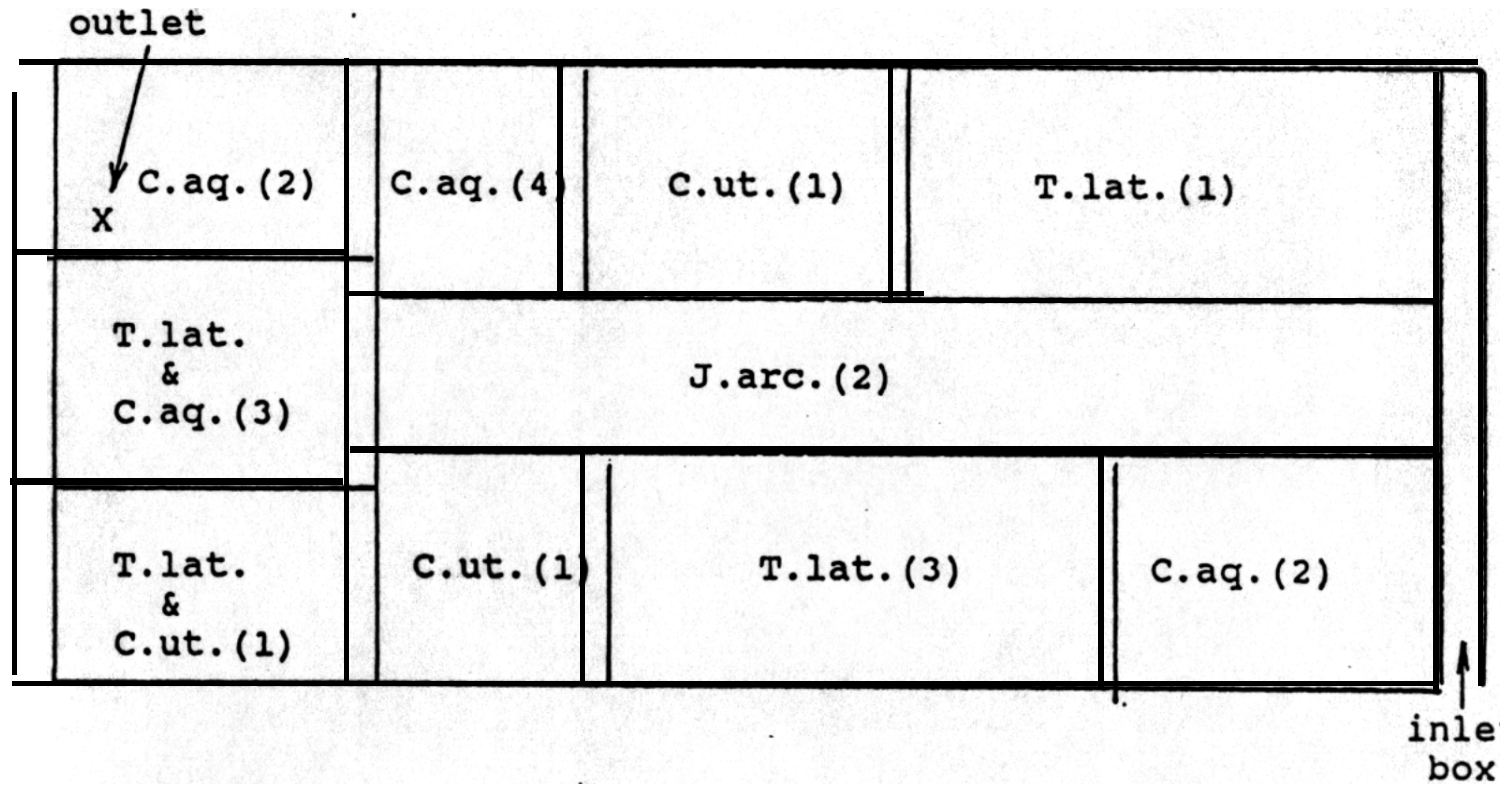 outlet
C.aq.(2)
X
C.aq.(4)
C.ut.(1)
T.lat.(1)
T.lat.
&
C.aq.(3)
J.arc.(2)
T.lat.
&
C.ut.(1)
C.ut.(1)
T.lat.(3)
C.aq.(2)
inle
box